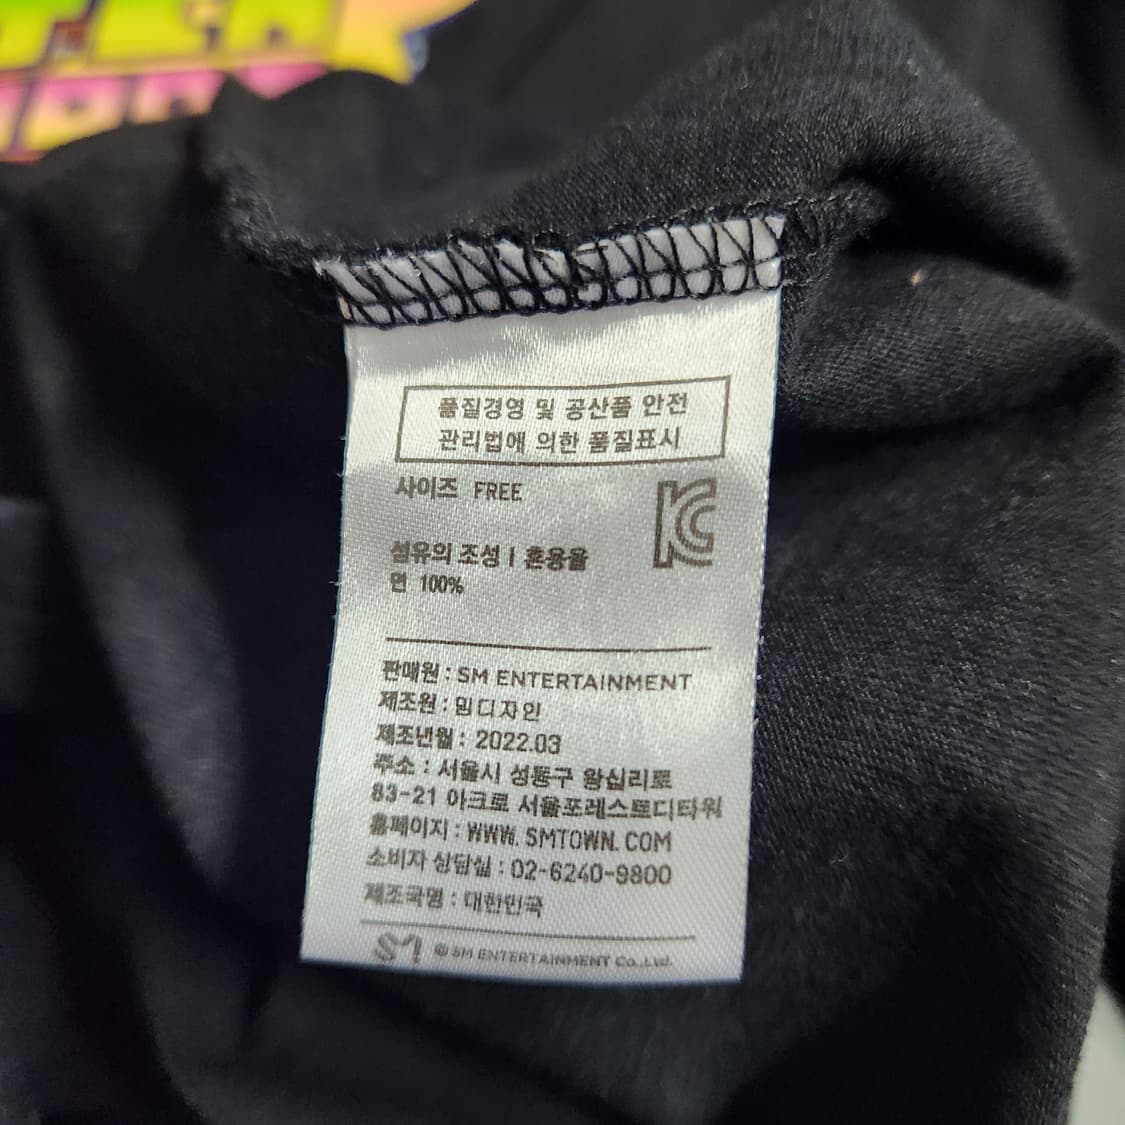 품질경영 및 공산품 안전
관리법에 의한 품질표시
사이즈 FREE
섬유의 조성 | 혼용율
면 100%
판매원 : SM ENTERTAINMENT
제조원 : 밈디자인
제조년월 : 2022.03
주소 : 서울시 성동구 왕십리로
83-21 아크로 서울포레스트디타워
홈페이지 : WWW. SMTOWN. COM
소비자 상담실 : 02-6240-9800
제조국명 : 대한민국
SM © SM ENTERTAINMENT Co.,Ltd.